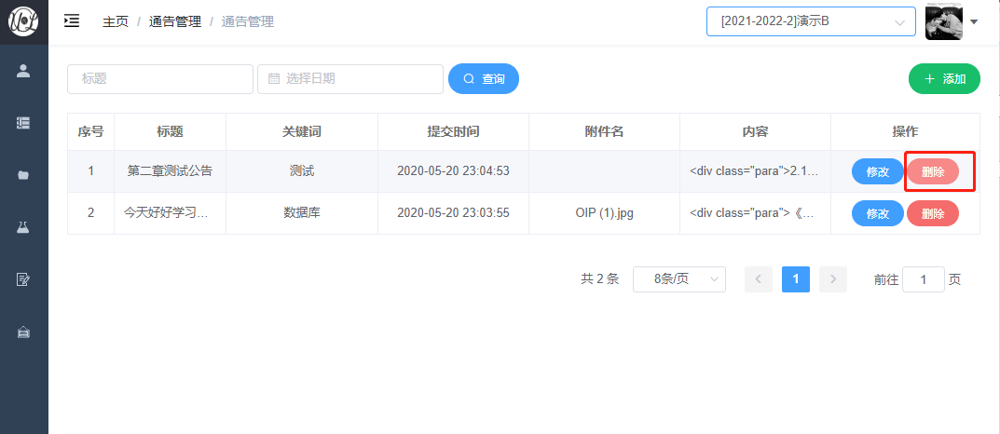 主页 / 通告管理 / 通告管理
[2021-2022-2]演示B
标题
选择日期
查询
添加
序号 标题 关键词 提交时间 附件名 内容 操作
1 第二章测试公告 测试 2020-05-20 23:04:53 <div class="para">2.1... 修改 删除
2 今天好好学习... 数据库 2020-05-20 23:03:55 OIP (1).jpg <div class="para">《... 修改 删除
共 2 条 8条/页 1 前往 1 页